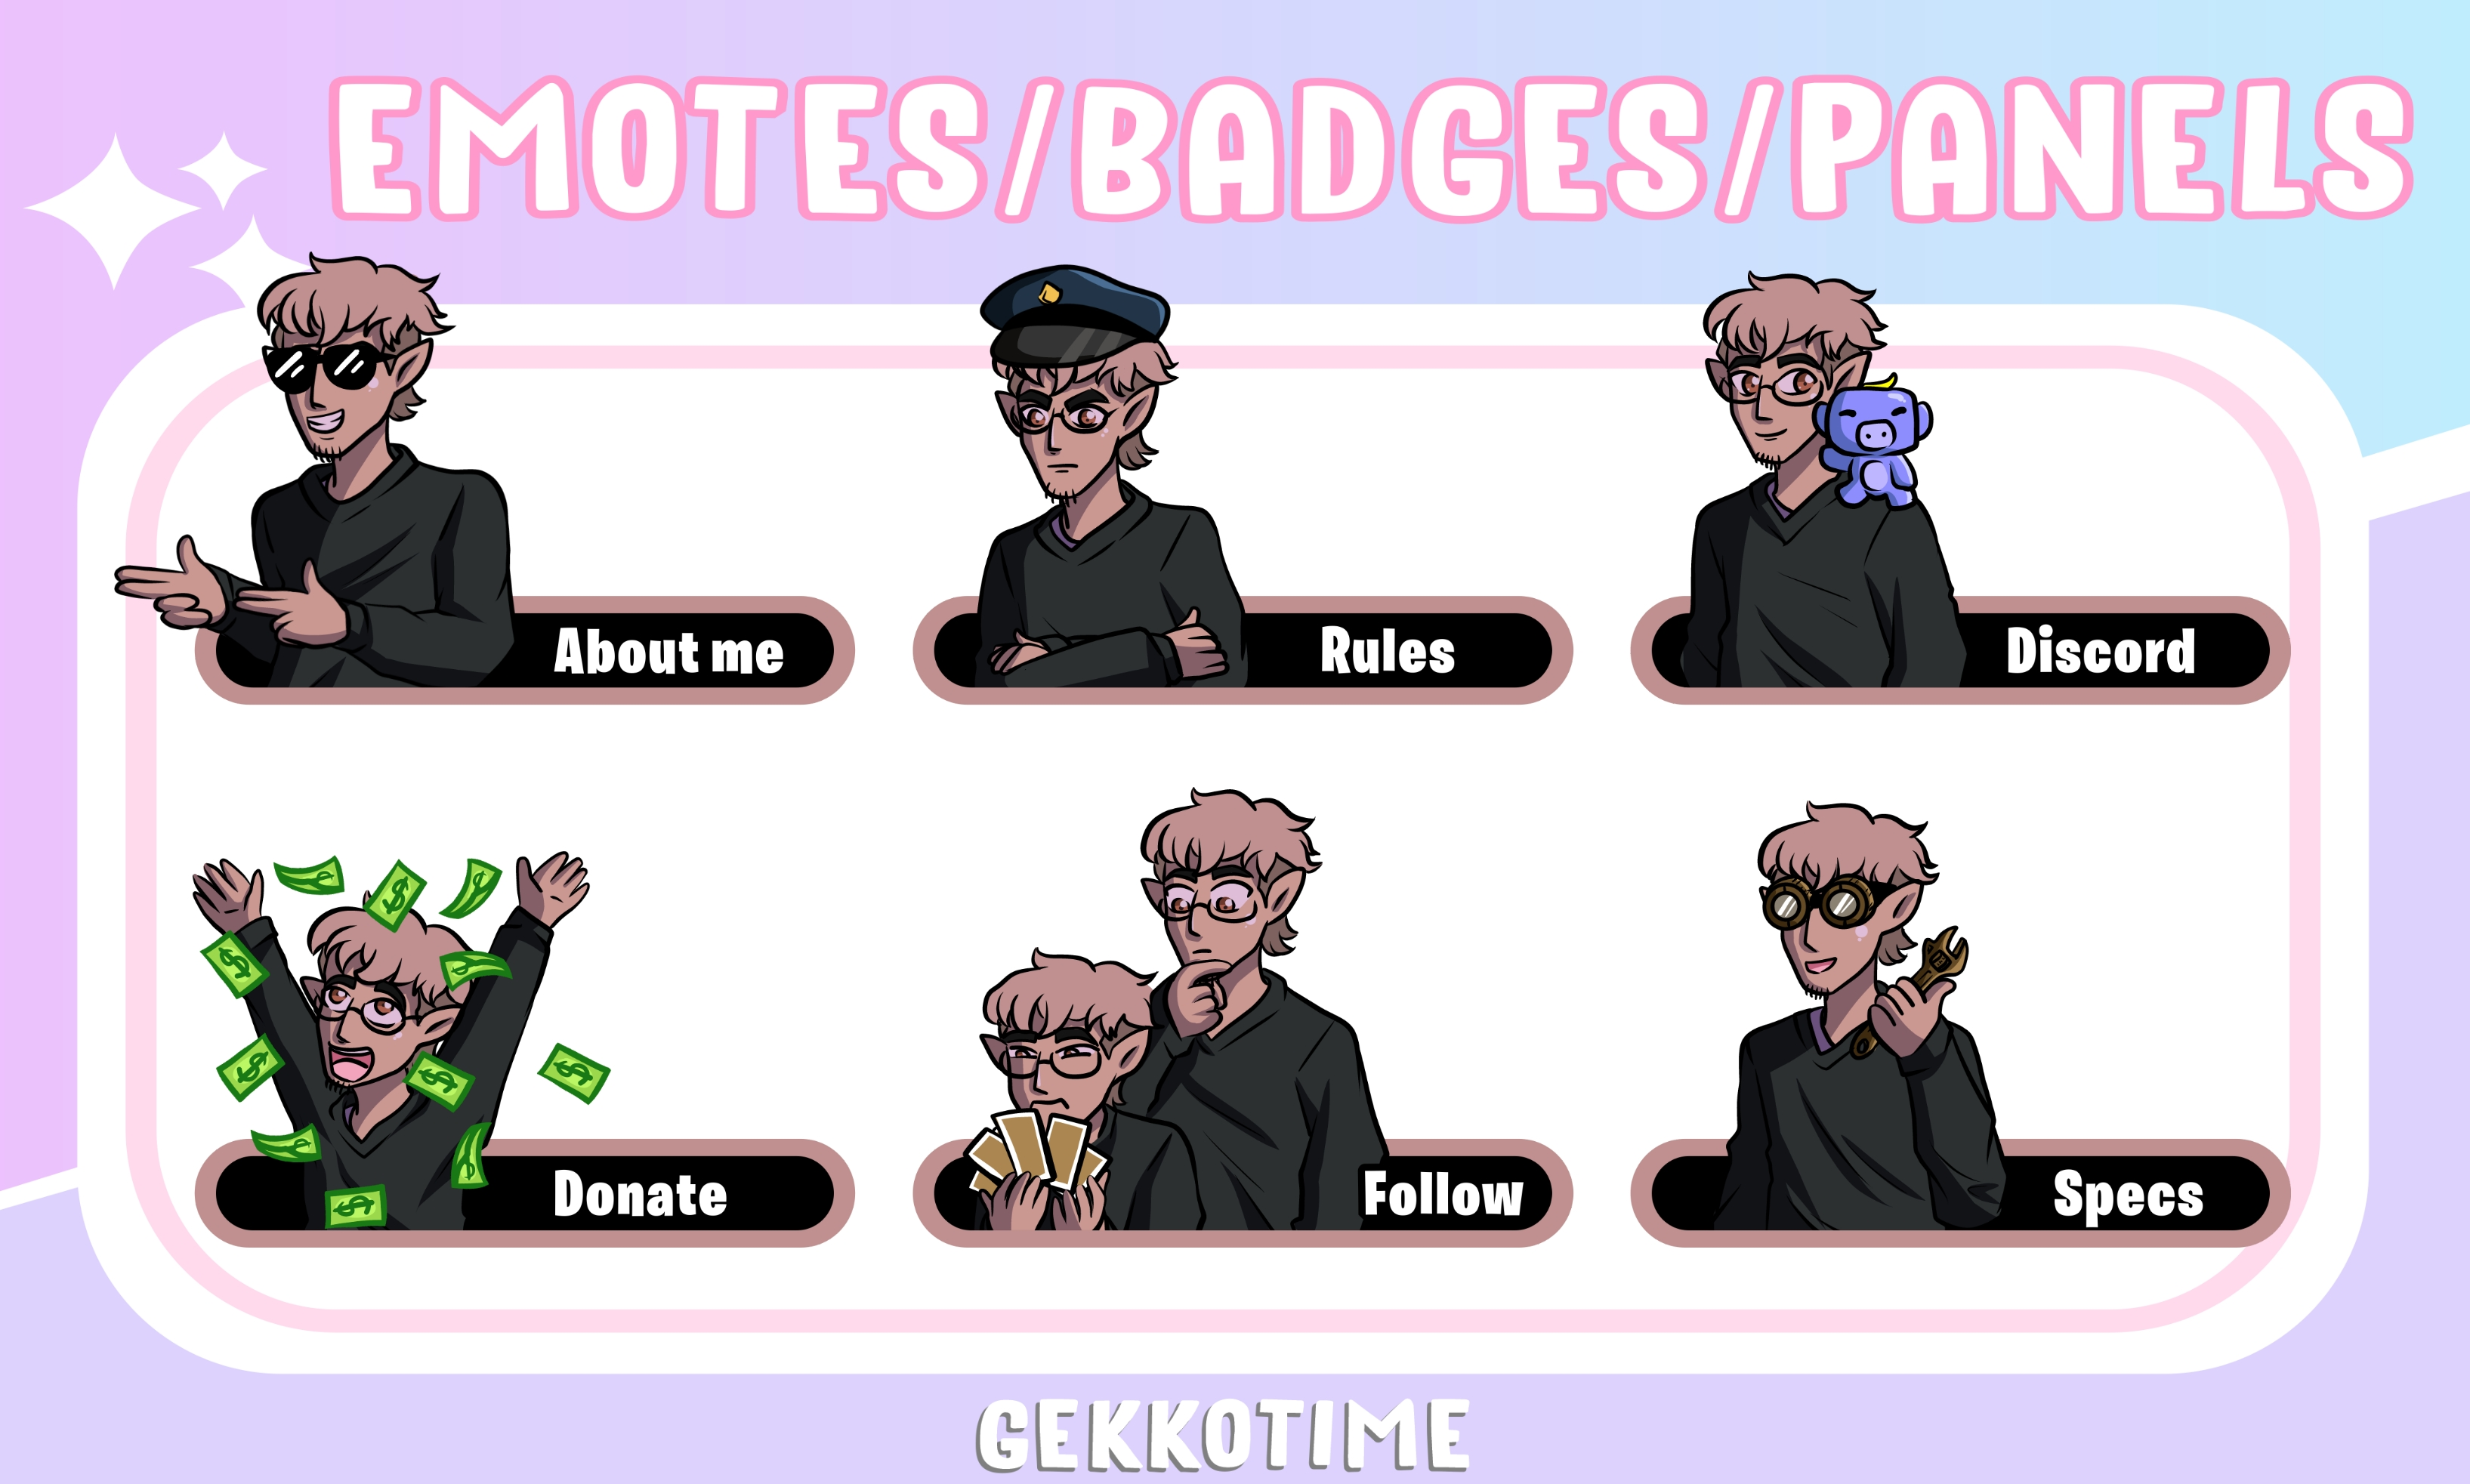 EMOTES/BADGES/PANELS
About me
Rules
Discord
Donate
Follow
Specs
GEKKOTIME